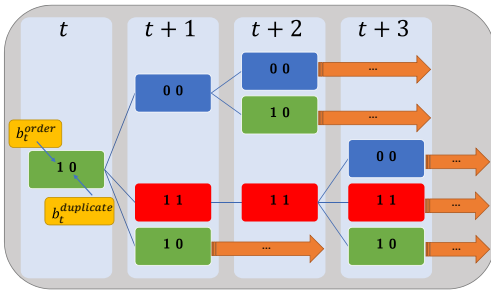 t t + 1 t + 2 t + 3
0 0 ...
0 0
1 0 ...
b_t^order
0 0 ...
1 0
1 1 1 1 1 1 ...
b_t^duplicate
1 0 ... 1 0 ...